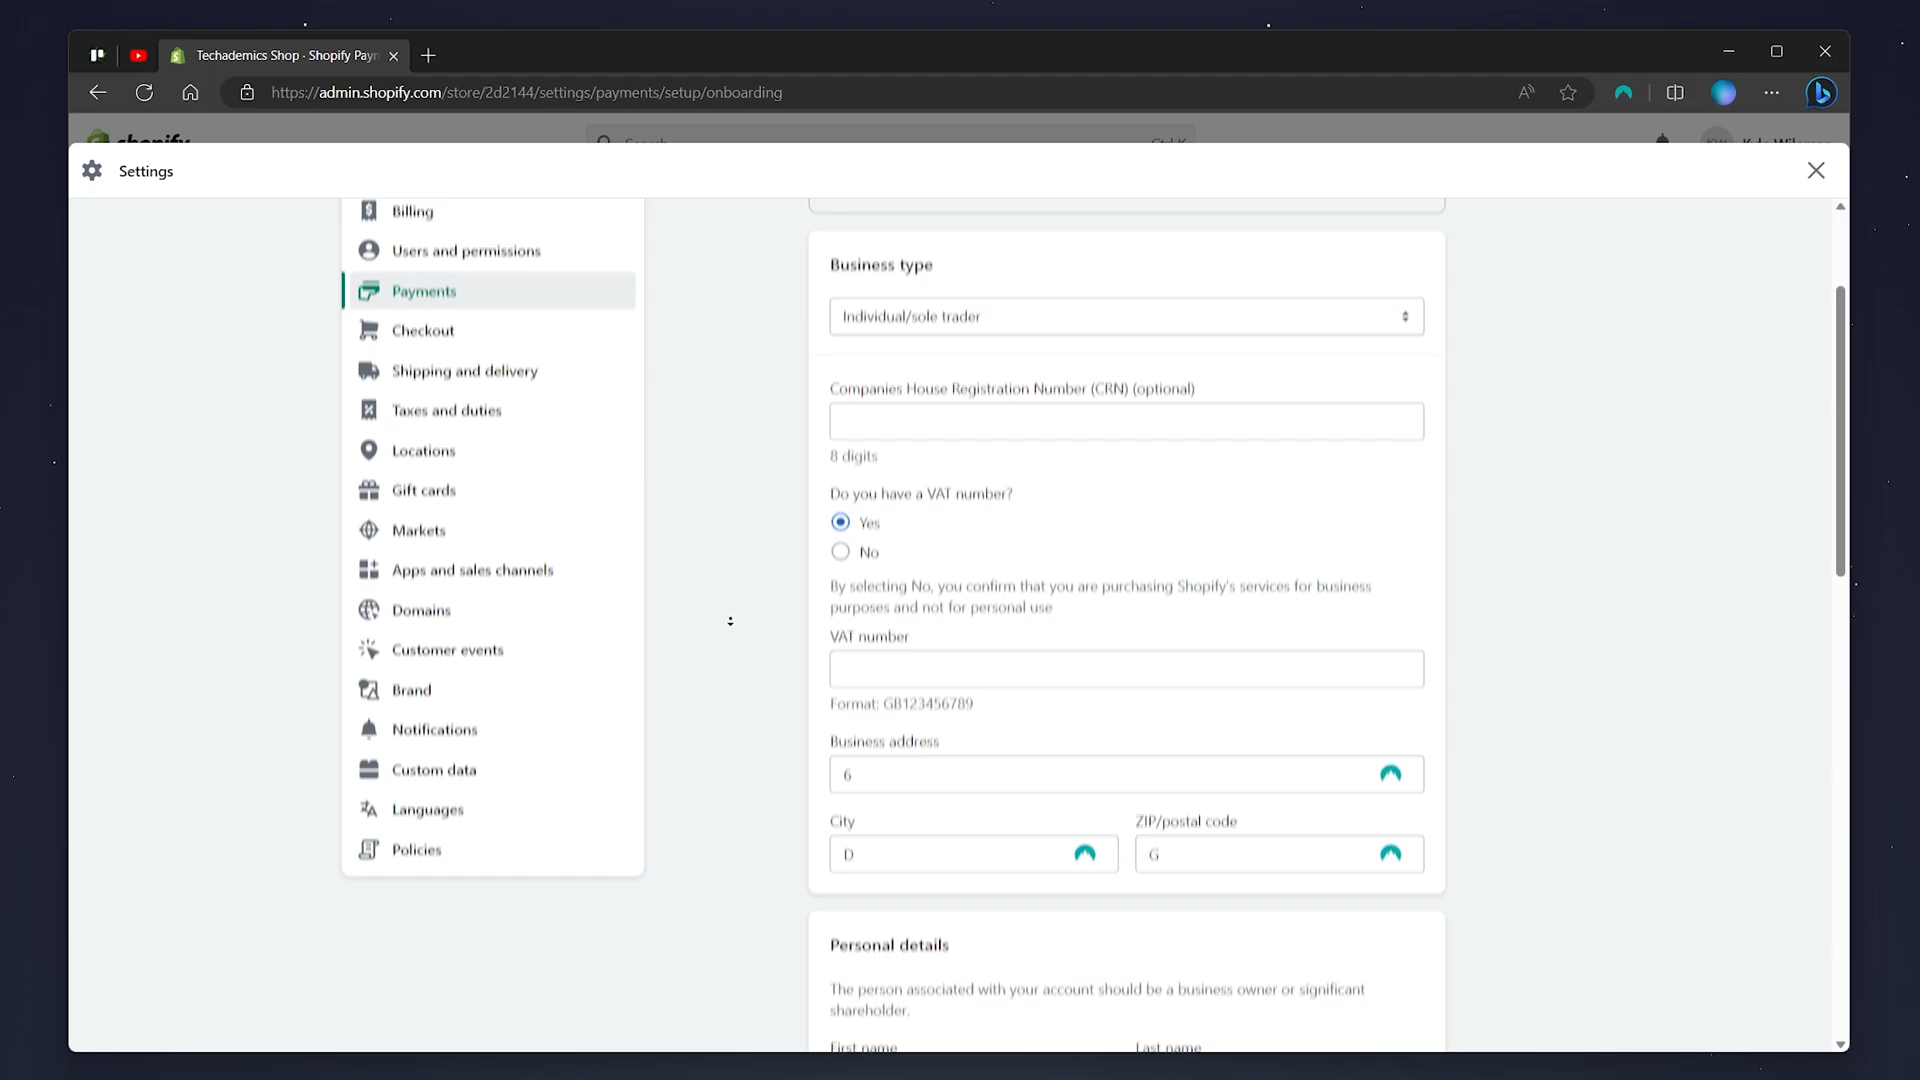 Techademics Shop · Shopify Payn
https://admin.shopify.com/store/2d2144/settings/payments/setup/onboarding
shopify
Search
Ctrl K
Settings
Billing
Users and permissions
Payments
Checkout
Shipping and delivery
Taxes and duties
Locations
Gift cards
Markets
Apps and sales channels
Domains
Customer events
Brand
Notifications
Custom data
Languages
Policies
Business type
Individual/sole trader
Companies House Registration Number (CRN) (optional)
8 digits
Do you have a VAT number?
Yes
No
By selecting No, you confirm that you are purchasing Shopify's services for business
purposes and not for personal use
VAT number
Format: GB123456789
Business address
6
City
ZIP/postal code
D
G
Personal details
The person associated with your account should be a business owner or significant
shareholder.
First name
Last name